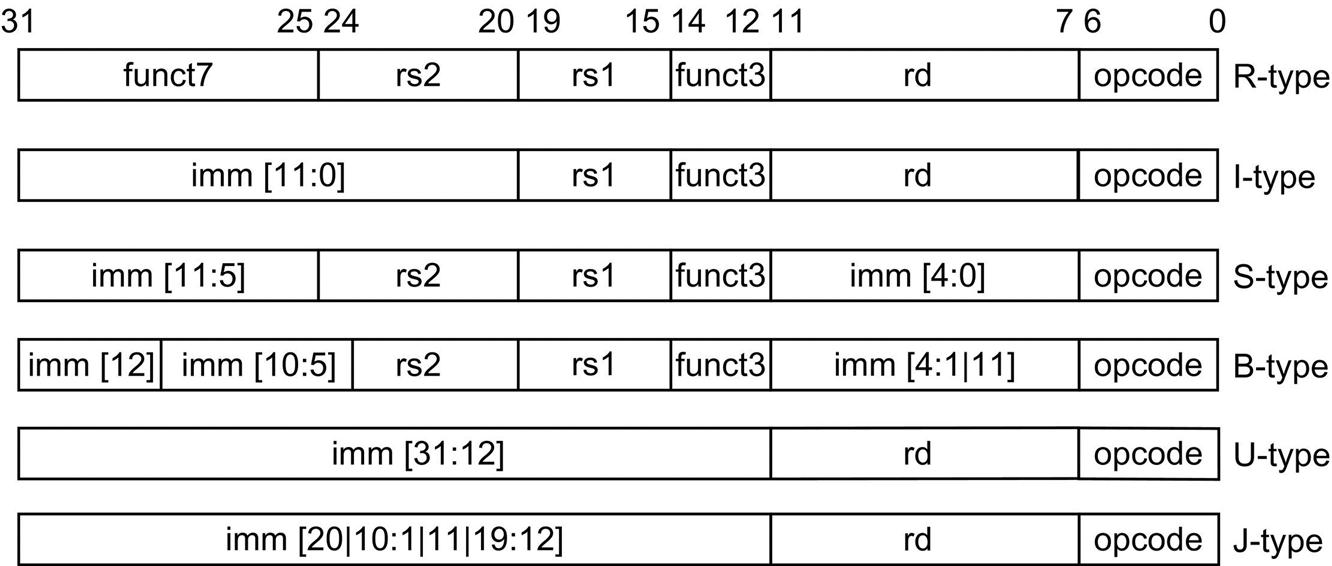 31 25 24 20 19 15 14 12 11 7 6 0
funct7 rs2 rs1 funct3 rd opcode R-type
imm [11:0] rs1 funct3 rd opcode I-type
imm [11:5] rs2 rs1 funct3 imm [4:0] opcode S-type
imm [12] imm [10:5] rs2 rs1 funct3 imm [4:1|11] opcode B-type
imm [31:12] rd opcode U-type
imm [20|10:1|11|19:12] rd opcode J-type